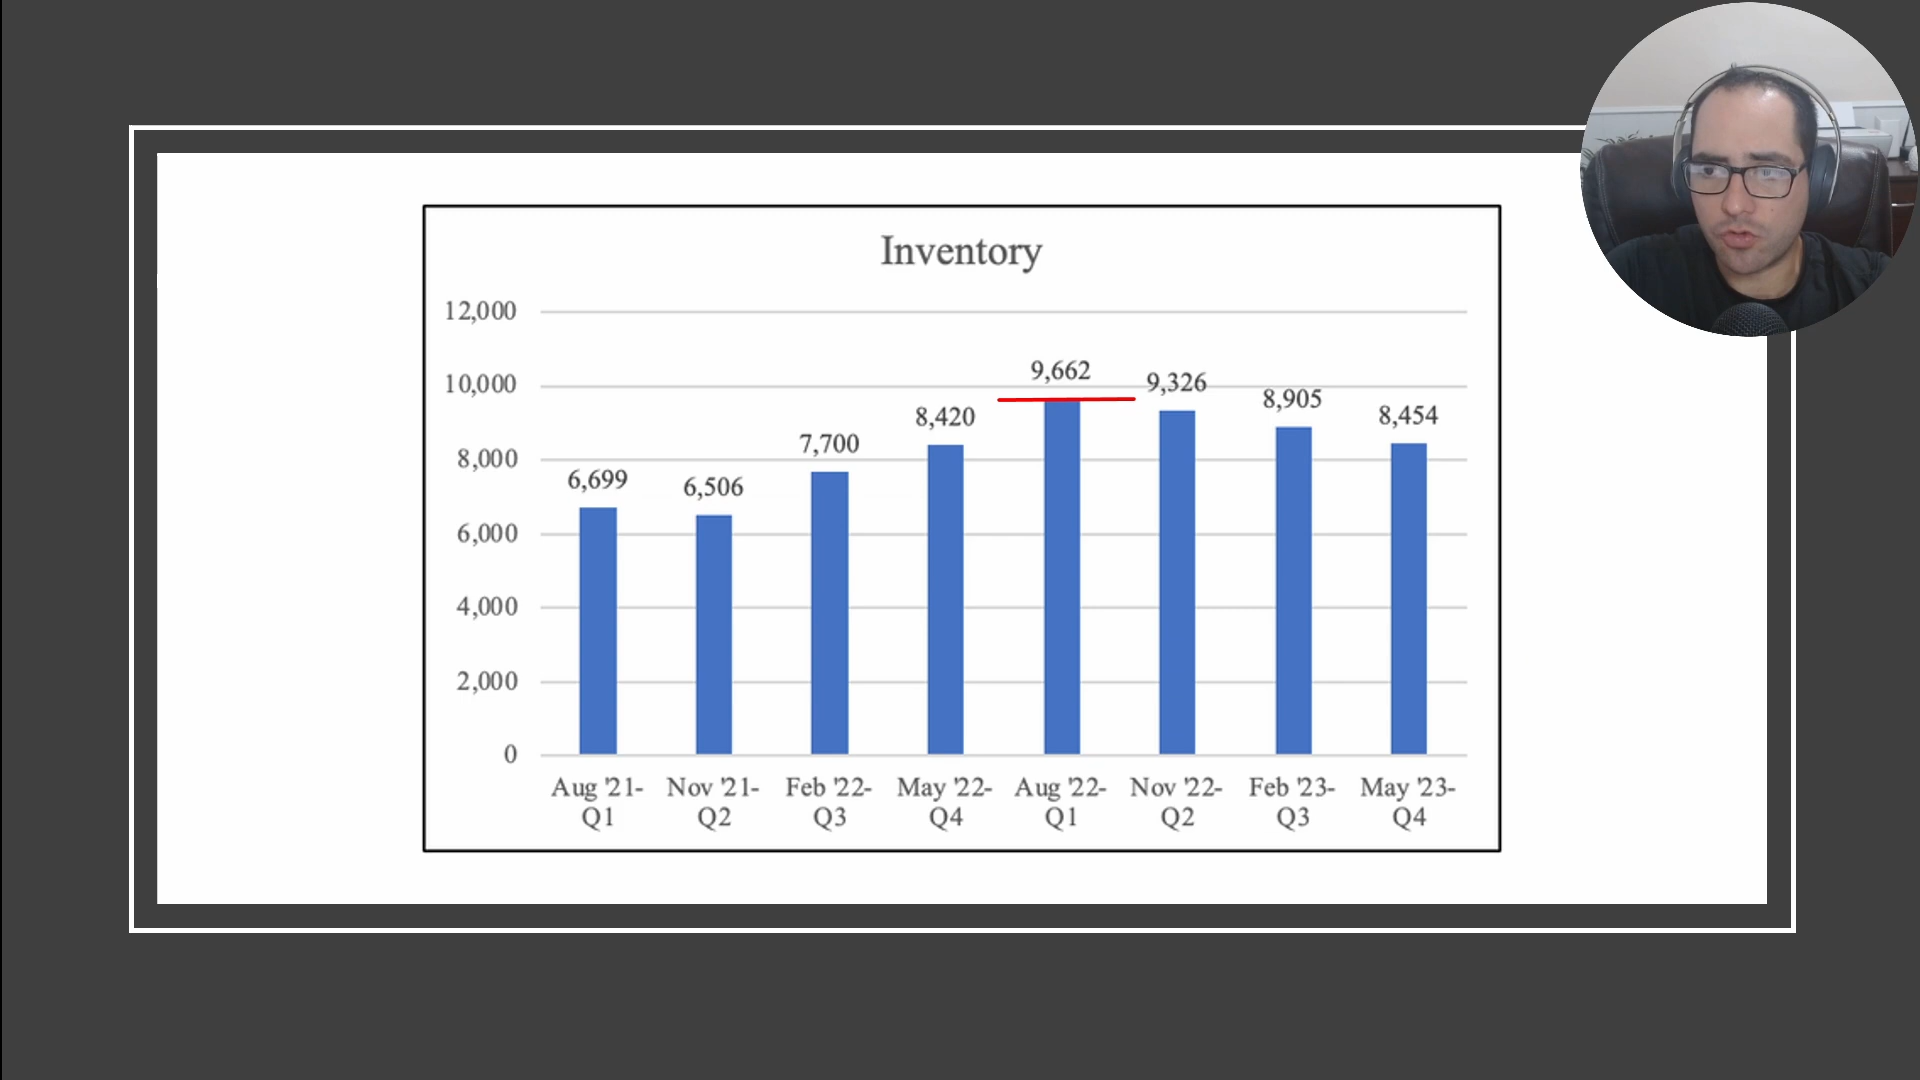 Inventory
12,000
10,000
8,000
6,000
4,000
2,000
0
6,699
6,506
7,700
8,420
9,662
9,326
8,905
8,454
Aug '21-
Q1
Nov '21-
Q2
Feb '22-
Q3
May '22-
Q4
Aug '22-
Q1
Nov '22-
Q2
Feb '23-
Q3
May '23-
Q4